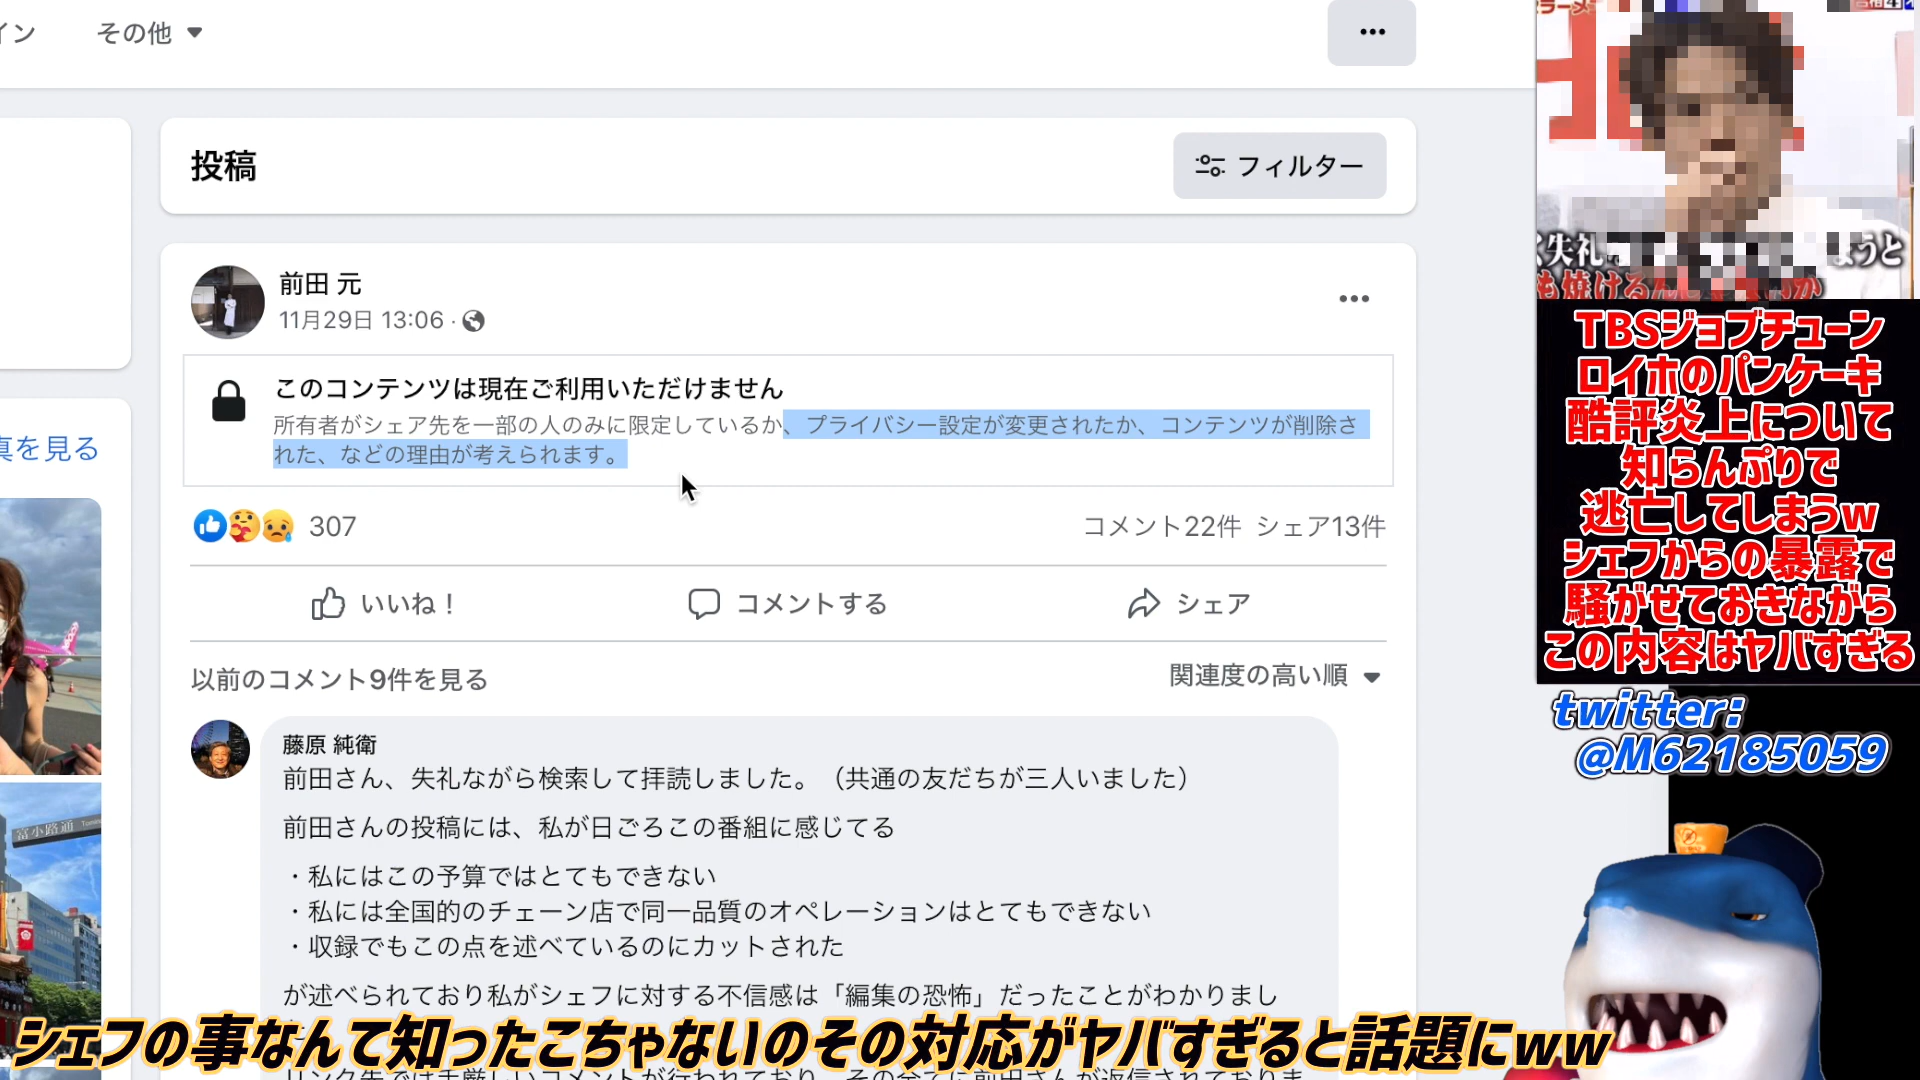 イン
その他
投稿
フィルター
前田 元
11月29日 13:06 ·
このコンテンツは現在ご利用いただけません
所有者がシェア先を一部の人のみに限定しているか、プライバシー設定が変更されたか、コンテンツが削除さ
れた、などの理由が考えられます。
307
コメント22件 シェア13件
いいね！
コメントする
シェア
以前のコメント9件を見る
関連度の高い順
藤原 純衛
前田さん、失礼ながら検索して拝読しました。（共通の友だちが三人いました）
前田さんの投稿には、私が日ごろこの番組に感じてる
・私にはこの予算ではとてもできない
・私には全国的のチェーン店で同一品質のオペレーションはとてもできない
・収録でもこの点を述べているのにカットされた
が述べられており私がシェフに対する不信感は「編集の恐怖」だったことがわかりまし
シェフの事なんて知ったこちゃないのその対応がヤバすぎると話題にww
真を見る
富小路通
失礼
ようと
も焼ける
TBSジョブチューン
ロイホのパンケーキ
酷評炎上について
知らんぷりで
逃亡してしまうw
シェフからの暴露で
騒がせておきながら
この内容はヤバすぎる
twitter:
@M62185059